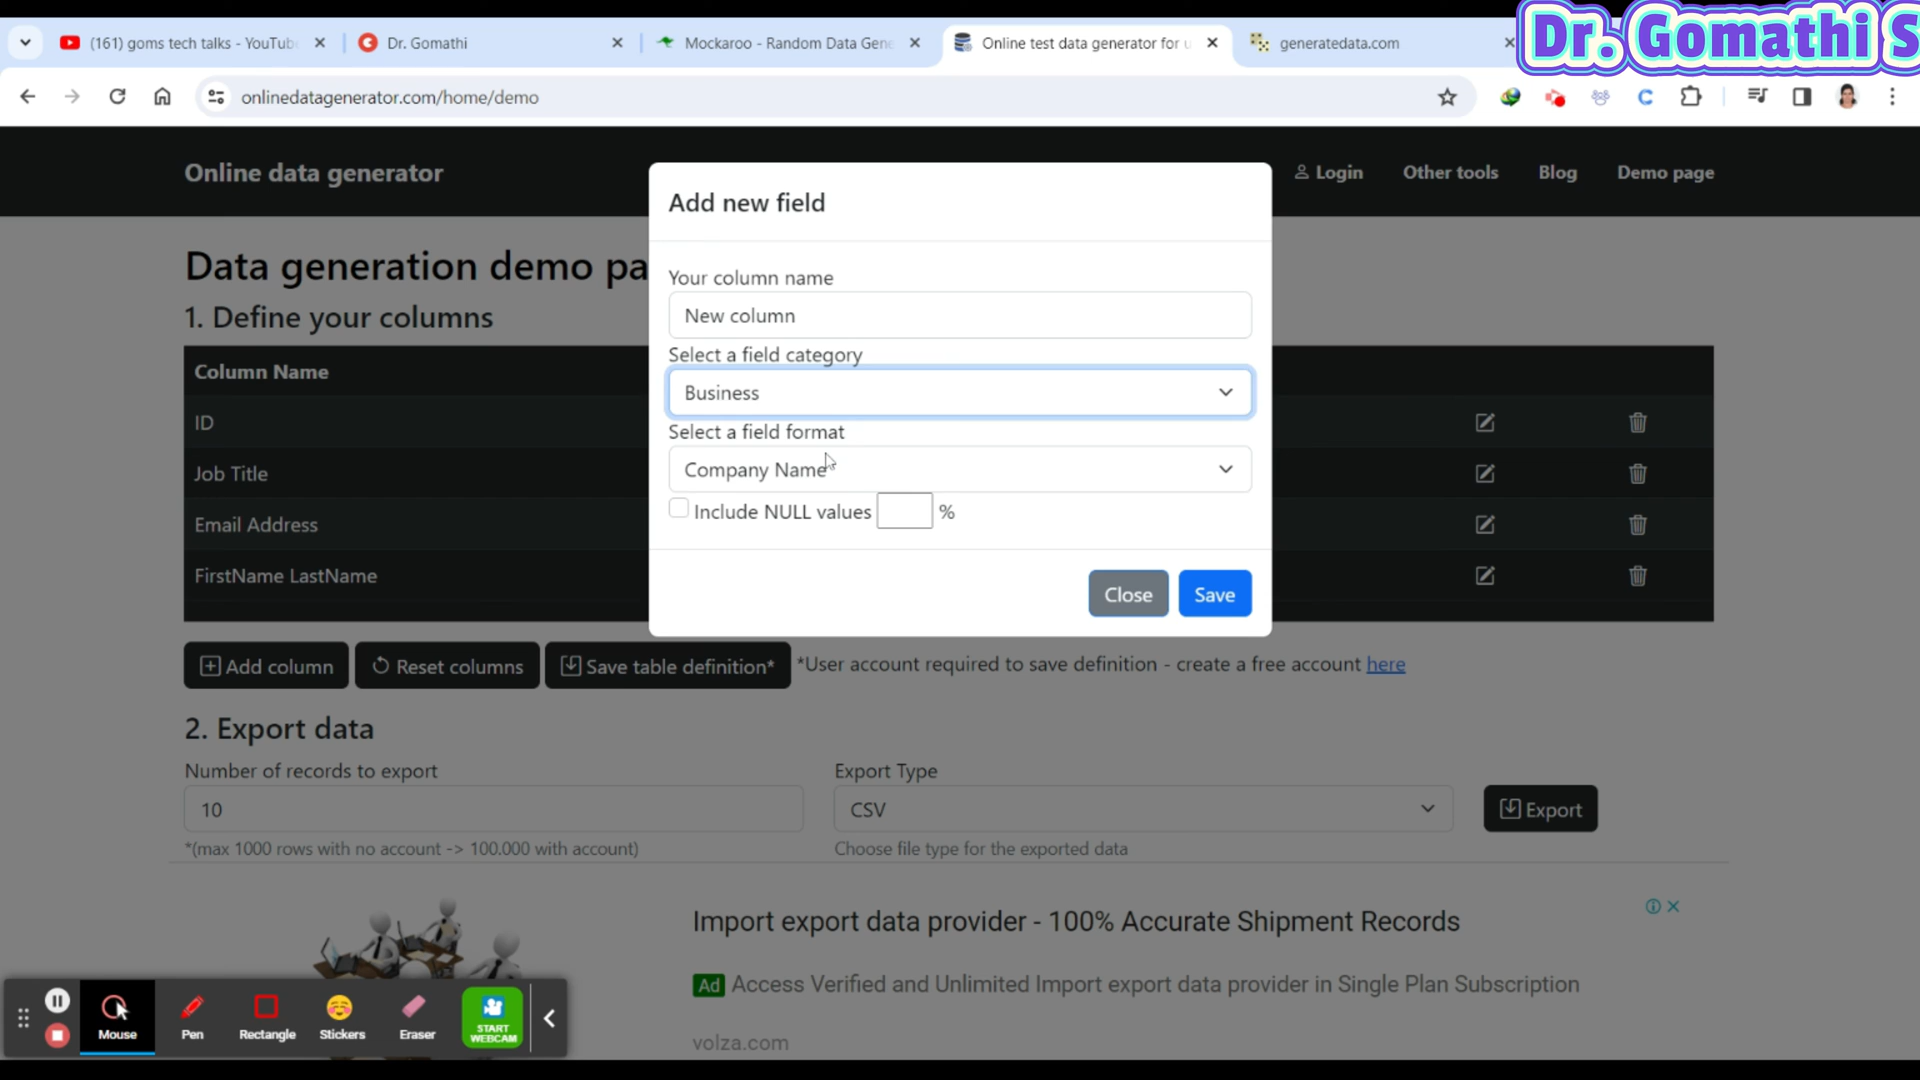 Dr. Gomathi S
(161) goms tech talks - YouTub
Dr. Gomathi
Mockaroo - Random Data Gene
Online test data generator for u
generatedata.com
onlinedatagenerator.com/home/demo
Online data generator
Login
Other tools
Blog
Demo page
Add new field
Your column name
New column
Select a field category
Business
Select a field format
Company Name
Include NULL values %
Close
Save
Data generation demo pa
1. Define your columns
Column Name
ID
Job Title
Email Address
FirstName LastName
Add column
Reset columns
Save table definition*
*User account required to save definition - create a free account here
2. Export data
Number of records to export
10
*(max 1000 rows with no account -> 100.000 with account)
Export Type
CSV
Choose file type for the exported data
Export
Import export data provider - 100% Accurate Shipment Records
Ad Access Verified and Unlimited Import export data provider in Single Plan Subscription
volza.com
Mouse
Pen
Rectangle
Stickers
Eraser
START
WEBCAM